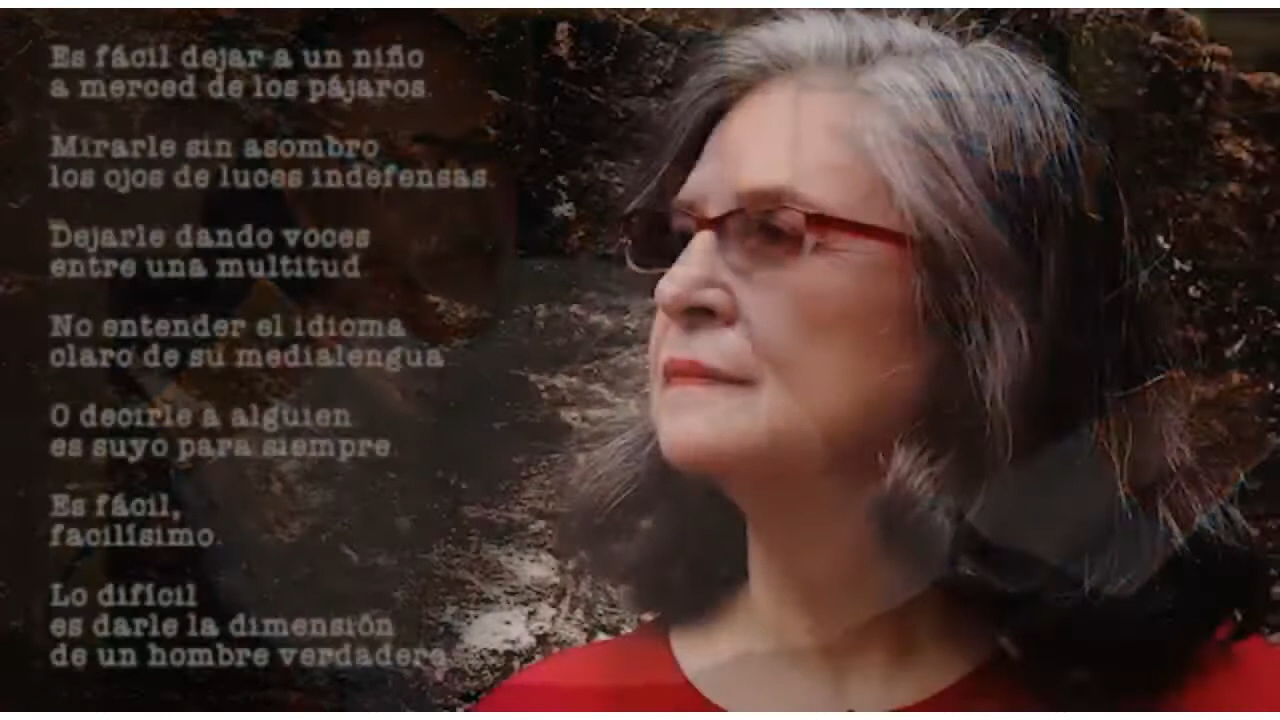 Es fácil dejar a un niño
a merced de los pájaros.
Mirarle sin asombro
los ojos de luces indefensas.
Dejarle dando voces
entre una multitud.
No entender el idioma
claro de su medialengua
O decirle a alguien
es suyo para siempre.
Es fácil,
facilísimo.
Lo difícil
es darle la dimensión
de un hombre verdadero